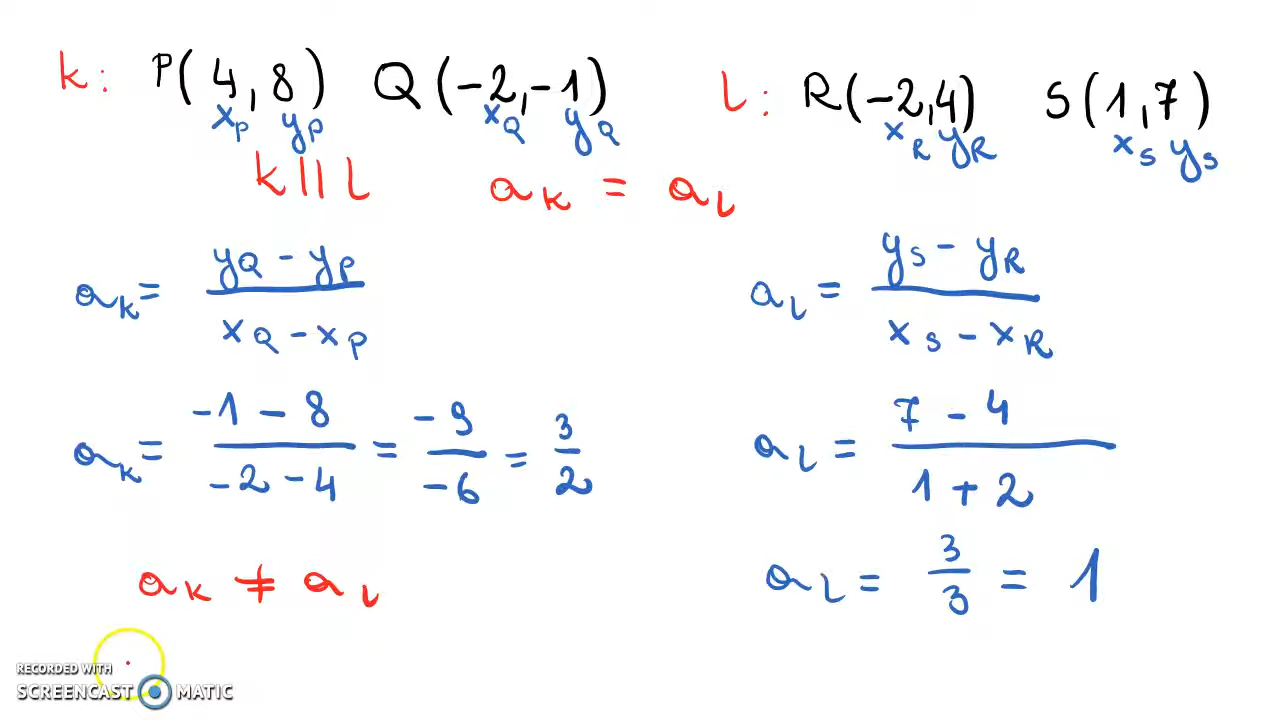 k: P(4,8) Q(-2,-1) l: R(-2,4) S(1,7)
xP yP xQ yQ xR yR xS yS
k || l aK = al
aK = yQ - yP / xQ - xP al = yS - yR / xS - xR
aK = -1 - 8 / -2 - 4 = -9 / -6 = 3/2 al = 7 - 4 / 1 + 2
aK ≠ al al = 3/3 = 1
RECORDED WITH
SCREENCAST MATIC